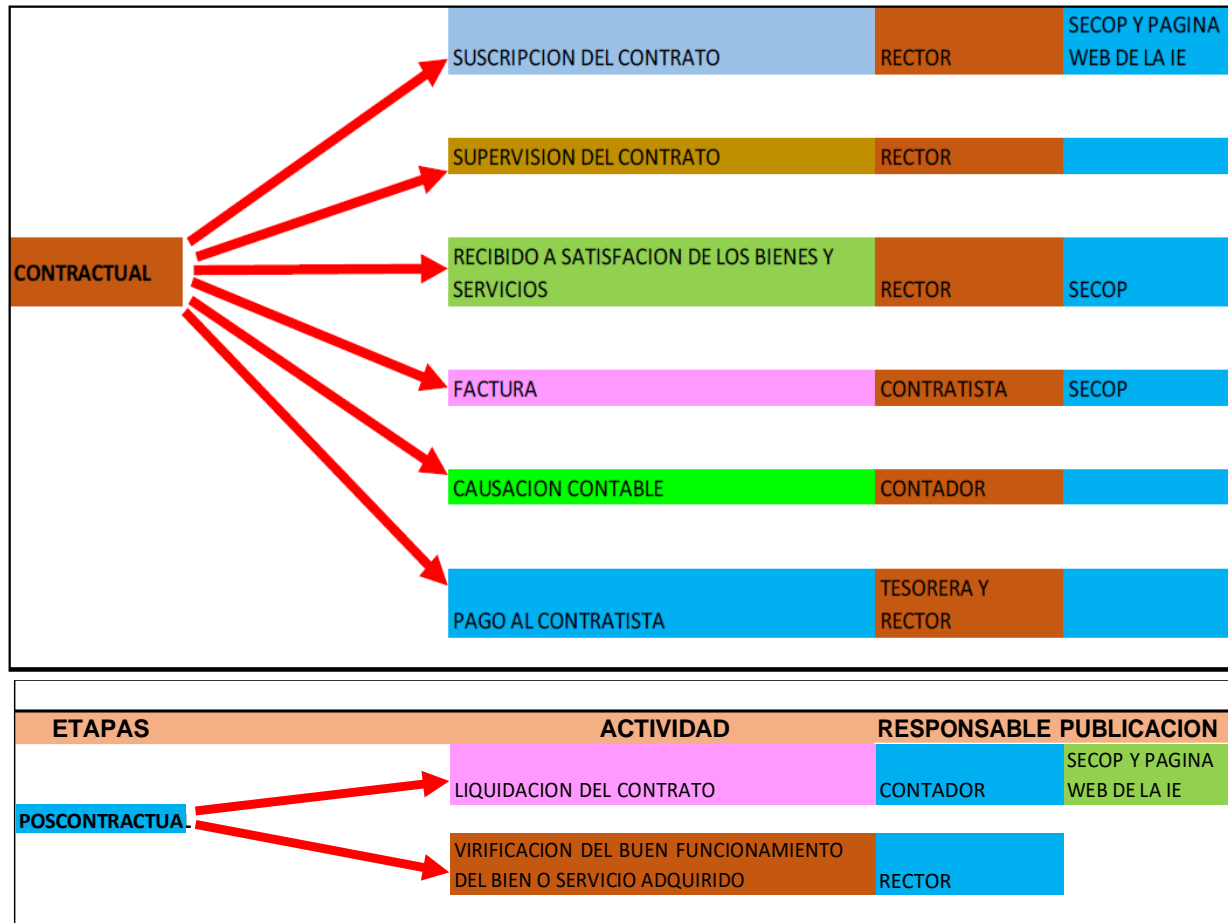 SUSCRIPCION DEL CONTRATO
RECTOR
SECOP Y PAGINA
WEB DE LA IE
SUPERVISION DEL CONTRATO
RECTOR
CONTRACTUAL
RECIBIDO A SATISFACION DE LOS BIENES Y
SERVICIOS
RECTOR
SECOP
FACTURA
CONTRATISTA
SECOP
CAUSACION CONTABLE
CONTADOR
PAGO AL CONTRATISTA
TESORERA Y
RECTOR
ETAPAS
ACTIVIDAD
RESPONSABLE
PUBLICACION
POSCONTRACTUAL
LIQUIDACION DEL CONTRATO
CONTADOR
SECOP Y PAGINA
WEB DE LA IE
VIRIFICACION DEL BUEN FUNCIONAMIENTO
DEL BIEN O SERVICIO ADQUIRIDO
RECTOR